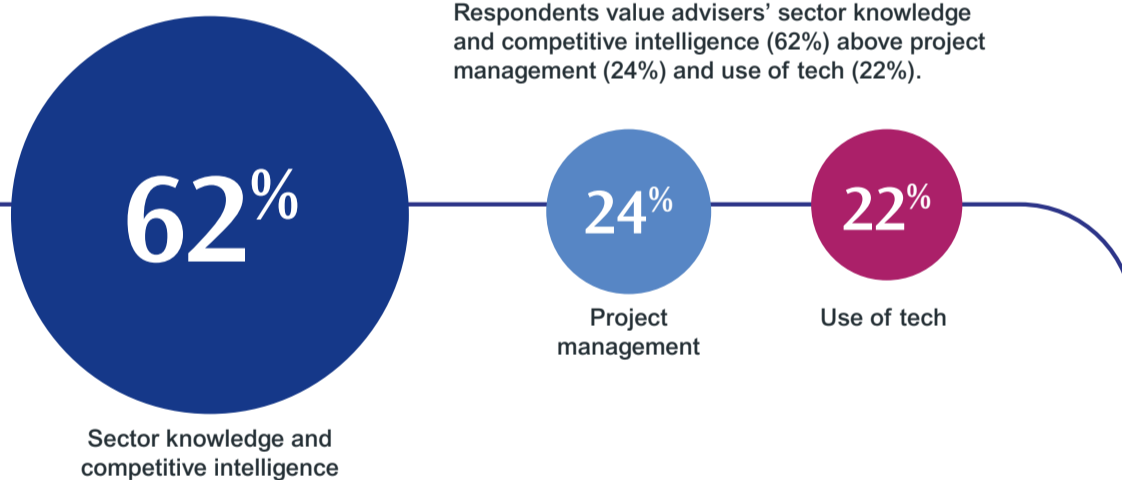 Respondents value advisers’ sector knowledge
and competitive intelligence (62%) above project
management (24%) and use of tech (22%).
62%
24%
22%
Project
management
Use of tech
Sector knowledge and
competitive intelligence